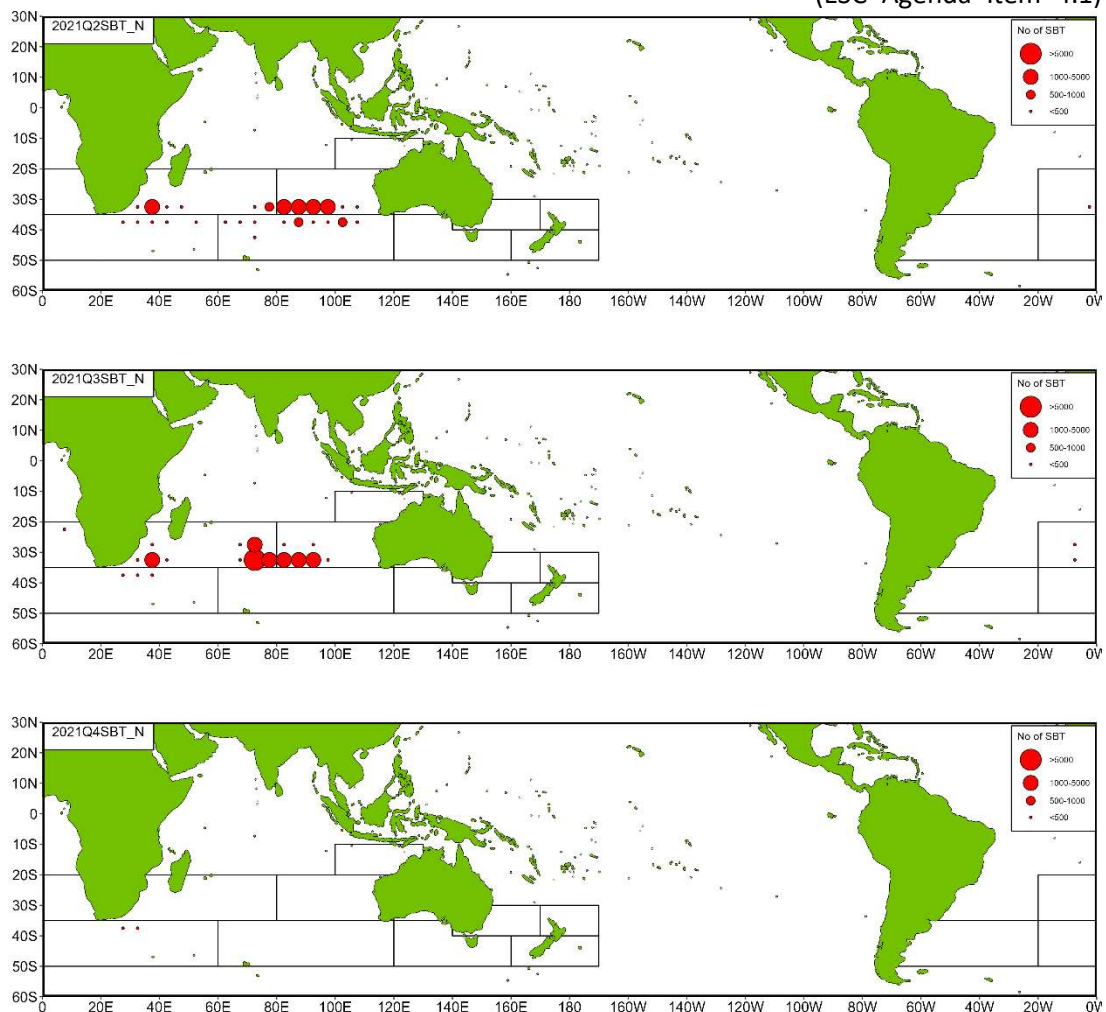 (ESC Agenda item 4.1)
30N
2021Q2SBT_N
No of SBT
20N
>5000
10N
1000-5000
0
500-1000
<500
10S
20S
30S
40S
50S
60S
0 20E 40E 60E 80E 100E 120E 140E 160E 180 160W 140W 120W 100W 80W 60W 40W 20W 0W
30N
2021Q3SBT_N
No of SBT
20N
>5000
10N
1000-5000
0
500-1000
<500
10S
20S
30S
40S
50S
60S
0 20E 40E 60E 80E 100E 120E 140E 160E 180 160W 140W 120W 100W 80W 60W 40W 20W 0W
30N
2021Q4SBT_N
No of SBT
20N
>5000
10N
1000-5000
0
500-1000
<500
10S
20S
30S
40S
50S
60S
0 20E 40E 60E 80E 100E 120E 140E 160E 180 160W 140W 120W 100W 80W 60W 40W 20W 0W